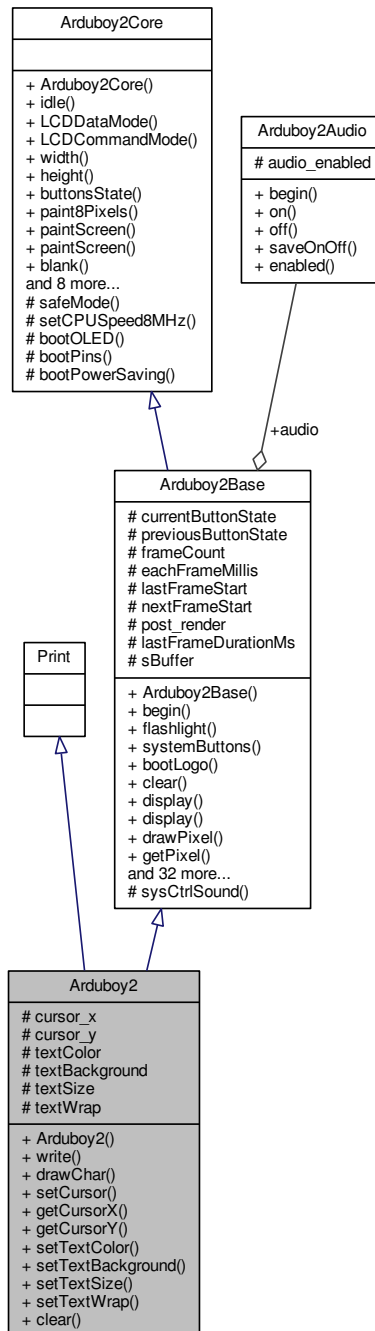 Arduboy2Core
+ Arduboy2Core()
+ idle()
+ LCDDataMode()
+ LCDCommandMode()
+ width()
+ height()
+ buttonsState()
+ paint8Pixels()
+ paintScreen()
+ paintScreen()
+ blank()
and 8 more...
# safeMode()
# setCPUSpeed8MHz()
# bootOLED()
# bootPins()
# bootPowerSaving()
Arduboy2Audio
# audio_enabled
+ begin()
+ on()
+ off()
+ saveOnOff()
+ enabled()
+audio
Arduboy2Base
# currentButtonState
# previousButtonState
# frameCount
# eachFrameMillis
# lastFrameStart
# nextFrameStart
# post_render
# lastFrameDurationMs
# sBuffer
+ Arduboy2Base()
+ begin()
+ flashlight()
+ systemButtons()
+ bootLogo()
+ clear()
+ display()
+ display()
+ drawPixel()
+ getPixel()
and 32 more...
# sysCtrlSound()
Print
Arduboy2
# cursor_x
# cursor_y
# textColor
# textBackground
# textSize
# textWrap
+ Arduboy2()
+ write()
+ drawChar()
+ setCursor()
+ getCursorX()
+ getCursorY()
+ setTextColor()
+ setTextBackground()
+ setTextSize()
+ setTextWrap()
+ clear()